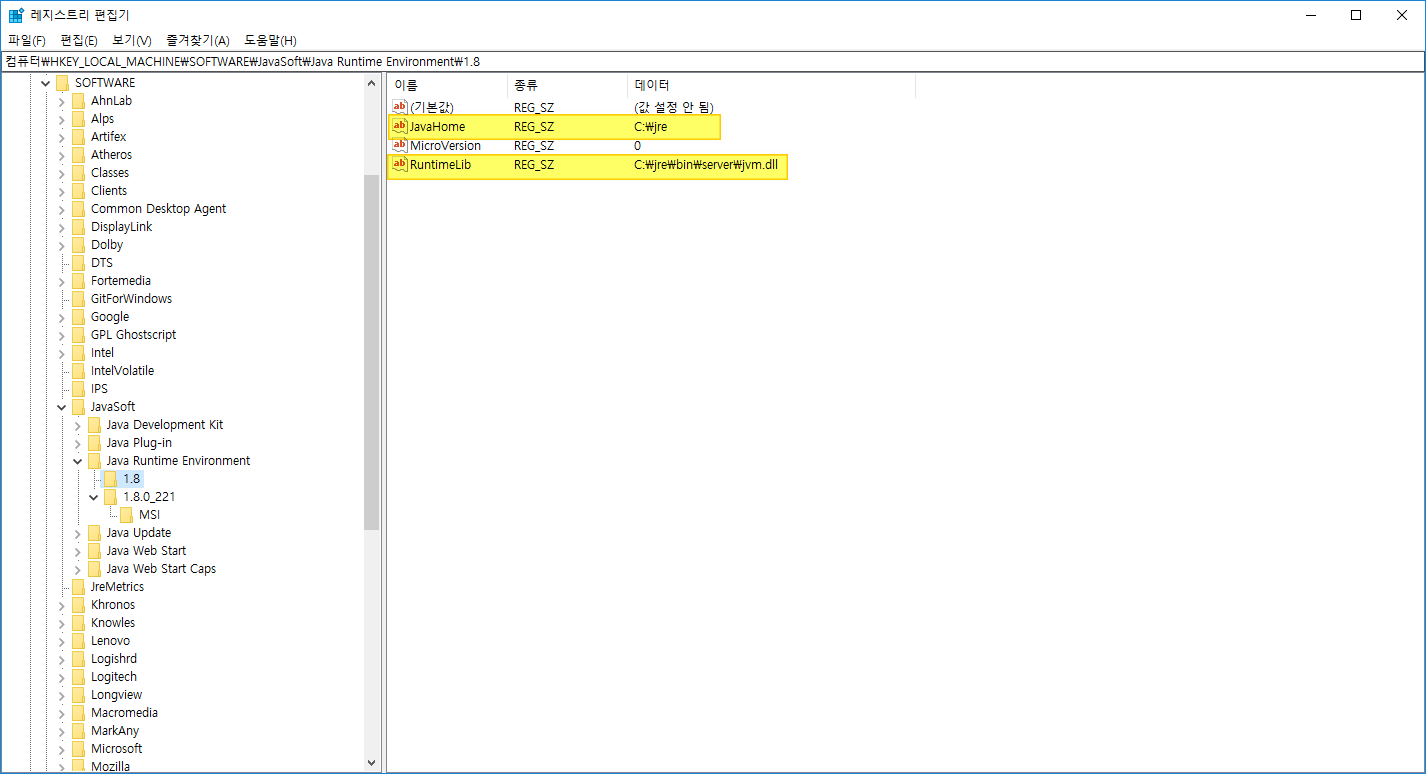 레지스트리 편집기
파일(F) 편집(E) 보기(V) 즐겨찾기(A) 도움말(H)
컴퓨터₩HKEY_LOCAL_MACHINE₩SOFTWARE₩JavaSoft₩Java Runtime Environment₩1.8
SOFTWARE
AhnLab
Alps
Artifex
Atheros
Classes
Clients
Common Desktop Agent
DisplayLink
Dolby
DTS
Fortemedia
GitForWindows
Google
GPL Ghostscript
Intel
IntelVolatile
IPS
JavaSoft
Java Development Kit
Java Plug-in
Java Runtime Environment
1.8
1.8.0_221
MSI
Java Update
Java Web Start
Java Web Start Caps
JreMetrics
Khronos
Knowles
Lenovo
Logishrd
Logitech
Longview
Macromedia
MarkAny
Microsoft
Mozilla
이름 종류 데이터
ab (기본값) REG_SZ (값 설정 안 됨)
ab JavaHome REG_SZ C:₩jre
ab MicroVersion REG_SZ 0
ab RuntimeLib REG_SZ C:₩jre₩bin₩server₩jvm.dll